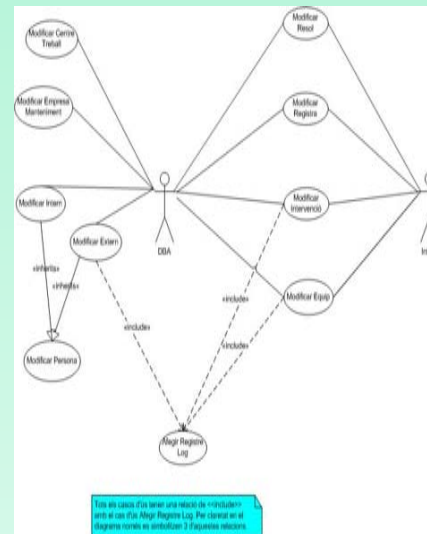 Modificar Centre
Treball
Modificar
Resol
Modificar Empresa
Manteniment
Modificar
Registre
Modificar Intern
Modificar
Intervenció
Modificar Extern
DBA
In
«inherits»
«inherits»
«include»
«include»
«include»
Modificar Equip
Modificar Persona
Afegir Registre
Log
Tots els casos d'ús tenen una relació de <<include>>
amb el cas d'ús Afegir Registre Log. Per claretat en el
diagrama només es simbolitzen 3 d'aquestes relacions